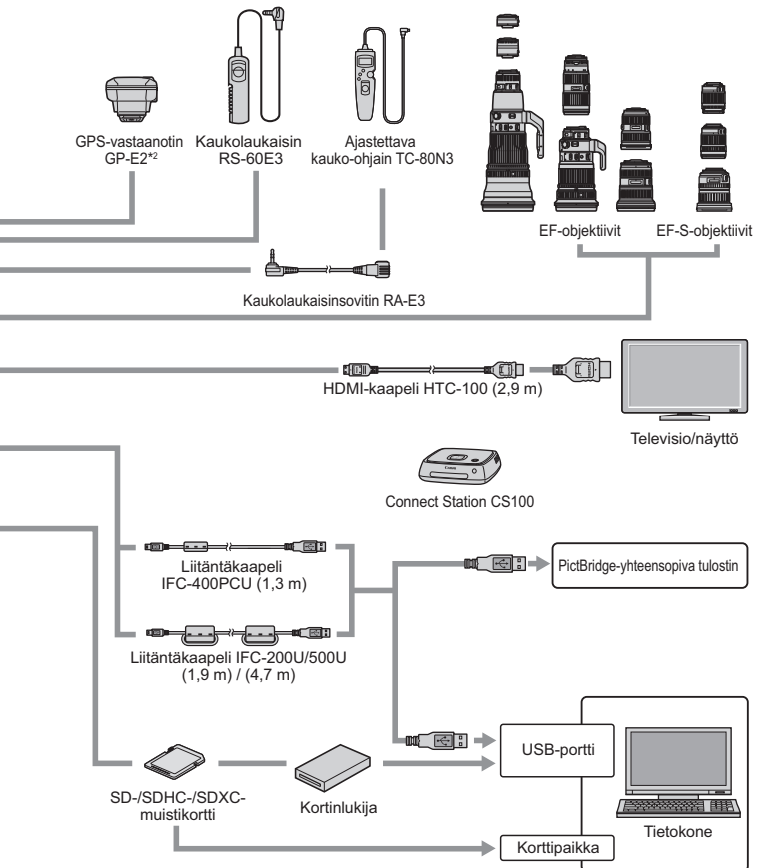 GPS-vastaanotin
GP-E2*2
Kaukolaukaisin
RS-60E3
Ajastettava
kauko-ohjain TC-80N3
EF-objektiivit
EF-S-objektiivit
Kaukolaukaisinsovitin RA-E3
HDMI-kaapeli HTC-100 (2,9 m)
Televisio/näyttö
Canon
Connect Station CS100
Liitäntäkaapeli
IFC-400PCU (1,3 m)
PictBridge-yhteensopiva tulostin
Liitäntäkaapeli IFC-200U/500U
(1,9 m) / (4,7 m)
USB-portti
SD-/SDHC-/SDXC-
muistikortti
Kortinlukija
Tietokone
Korttipaikka